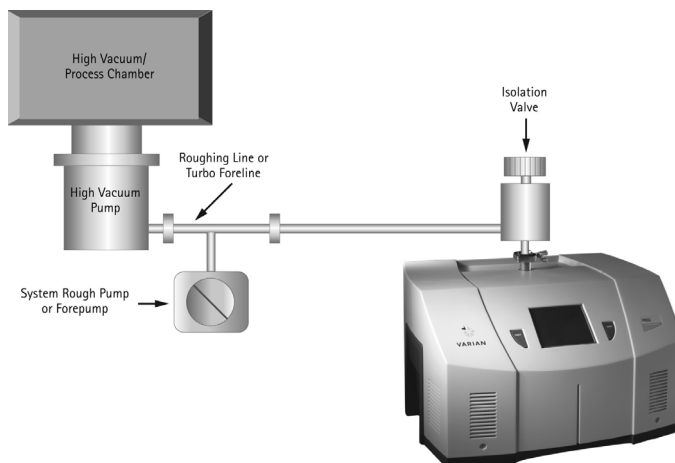 High Vacuum/
Process Chamber
Isolation
Valve
Roughing Line or
Turbo Foreline
High Vacuum
Pump
System Rough Pump
or Forepump
VARIAN